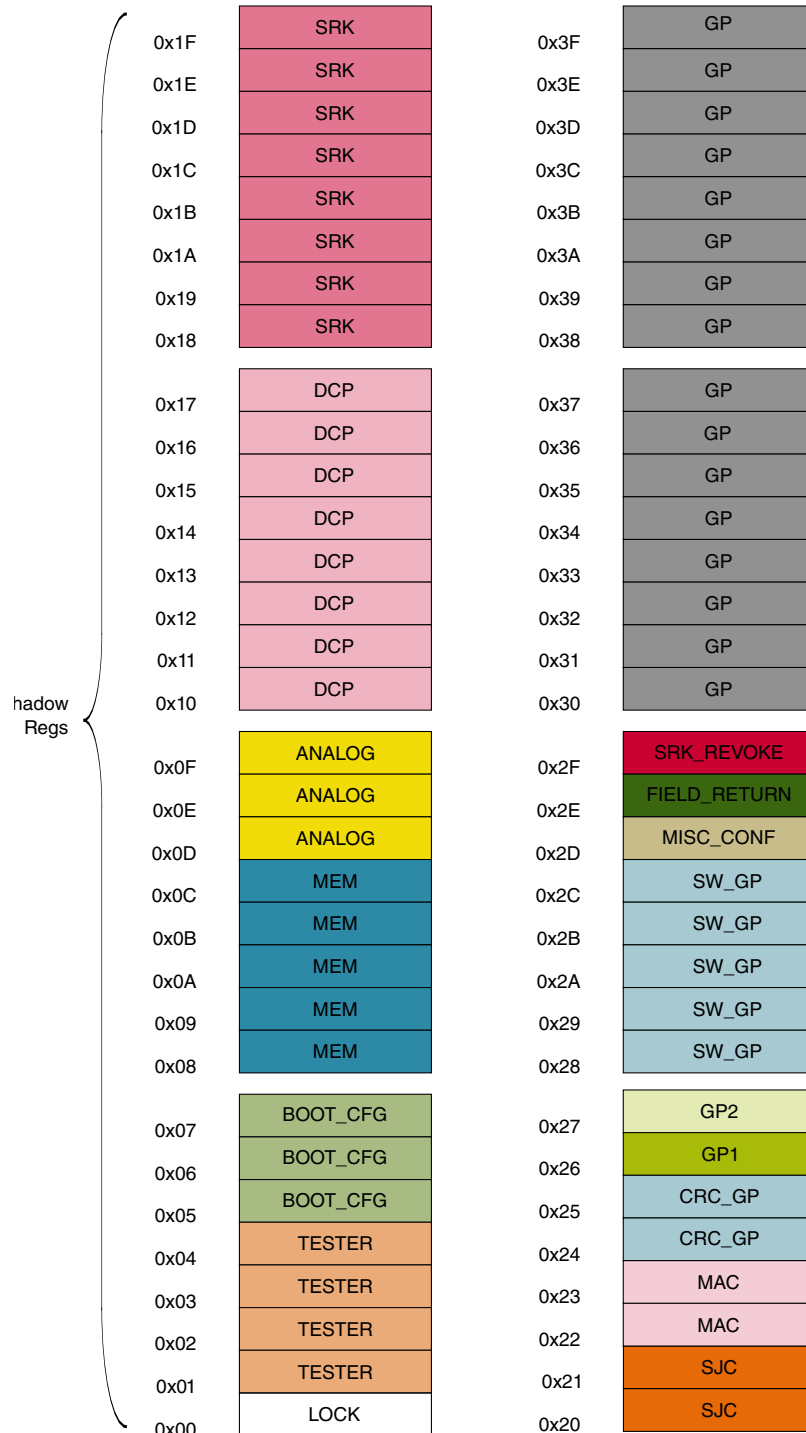 0x1F SRK 0x3F GP
0x1E SRK 0x3E GP
0x1D SRK 0x3D GP
0x1C SRK 0x3C GP
0x1B SRK 0x3B GP
0x1A SRK 0x3A GP
0x19 SRK 0x39 GP
0x18 SRK 0x38 GP
0x17 DCP 0x37 GP
0x16 DCP 0x36 GP
0x15 DCP 0x35 GP
0x14 DCP 0x34 GP
0x13 DCP 0x33 GP
0x12 DCP 0x32 GP
0x11 DCP 0x31 GP
0x10 DCP 0x30 GP
hadow
Regs
0x0F ANALOG 0x2F SRK_REVOKE
0x0E ANALOG 0x2E FIELD_RETURN
0x0D ANALOG 0x2D MISC_CONF
0x0C MEM 0x2C SW_GP
0x0B MEM 0x2B SW_GP
0x0A MEM 0x2A SW_GP
0x09 MEM 0x29 SW_GP
0x08 MEM 0x28 SW_GP
0x07 BOOT_CFG 0x27 GP2
0x06 BOOT_CFG 0x26 GP1
0x05 BOOT_CFG 0x25 CRC_GP
0x04 TESTER 0x24 CRC_GP
0x03 TESTER 0x23 MAC
0x02 TESTER 0x22 MAC
0x01 TESTER 0x21 SJC
0x00 LOCK 0x20 SJC